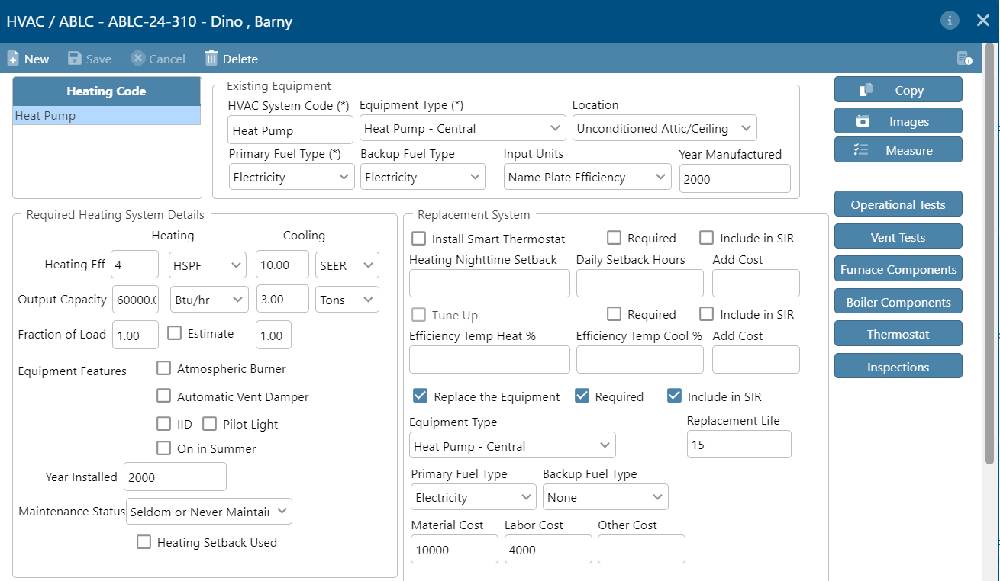 HVAC / ABLC - ABLC-24-310 - Dino , Barny
New Save Cancel Delete
Heating Code
Heat Pump
Existing Equipment
HVAC System Code (*) Equipment Type (*) Location
Heat Pump Heat Pump - Central Unconditioned Attic/Ceiling
Primary Fuel Type (*) Backup Fuel Type Input Units Year Manufactured
Electricity Electricity Name Plate Efficiency 2000
Copy
Images
Measure
Operational Tests
Vent Tests
Furnace Components
Boiler Components
Thermostat
Inspections
Required Heating System Details
Heating Cooling
Heating Eff 4 HSPF 10.00 SEER
Output Capacity 60000.0 Btu/hr 3.00 Tons
Fraction of Load 1.00 Estimate 1.00
Equipment Features Atmospheric Burner
Automatic Vent Damper
IID Pilot Light
On in Summer
Year Installed 2000
Maintenance Status Seldom or Never Maintain
Heating Setback Used
Replacement System
Install Smart Thermostat Required Include in SIR
Heating Nighttime Setback Daily Setback Hours Add Cost
Tune Up Required Include in SIR
Efficiency Temp Heat % Efficiency Temp Cool % Add Cost
Replace the Equipment Required Include in SIR
Equipment Type Replacement Life
Heat Pump - Central 15
Primary Fuel Type Backup Fuel Type
Electricity None
Material Cost Labor Cost Other Cost
10000 4000